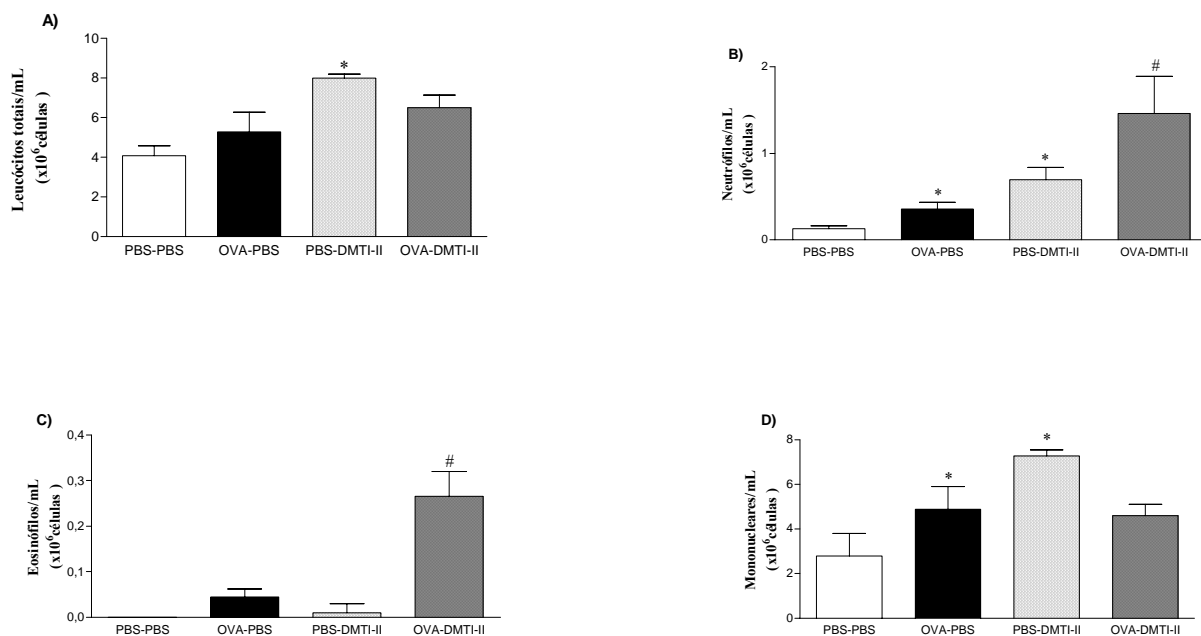 A)
Leucócitos totais/mL
(x10⁶células )
10
8
6
4
2
0
*
PBS-PBS OVA-PBS PBS-DMTI-II OVA-DMTI-II
B)
Neutrófilos/mL
(x10⁶células )
2
1
0
* * #
PBS-PBS OVA-PBS PBS-DMTI-II OVA-DMTI-II
C)
Eosinófilos/mL
(x10⁶células )
0,4
0,3
0,2
0,1
0,0
#
PBS-PBS OVA-PBS PBS-DMTI-II OVA-DMTI-II
D)
Mononucleares/mL
(x10⁶células )
8
6
4
2
0
* *
PBS-PBS OVA-PBS PBS-DMTI-II OVA-DMTI-II